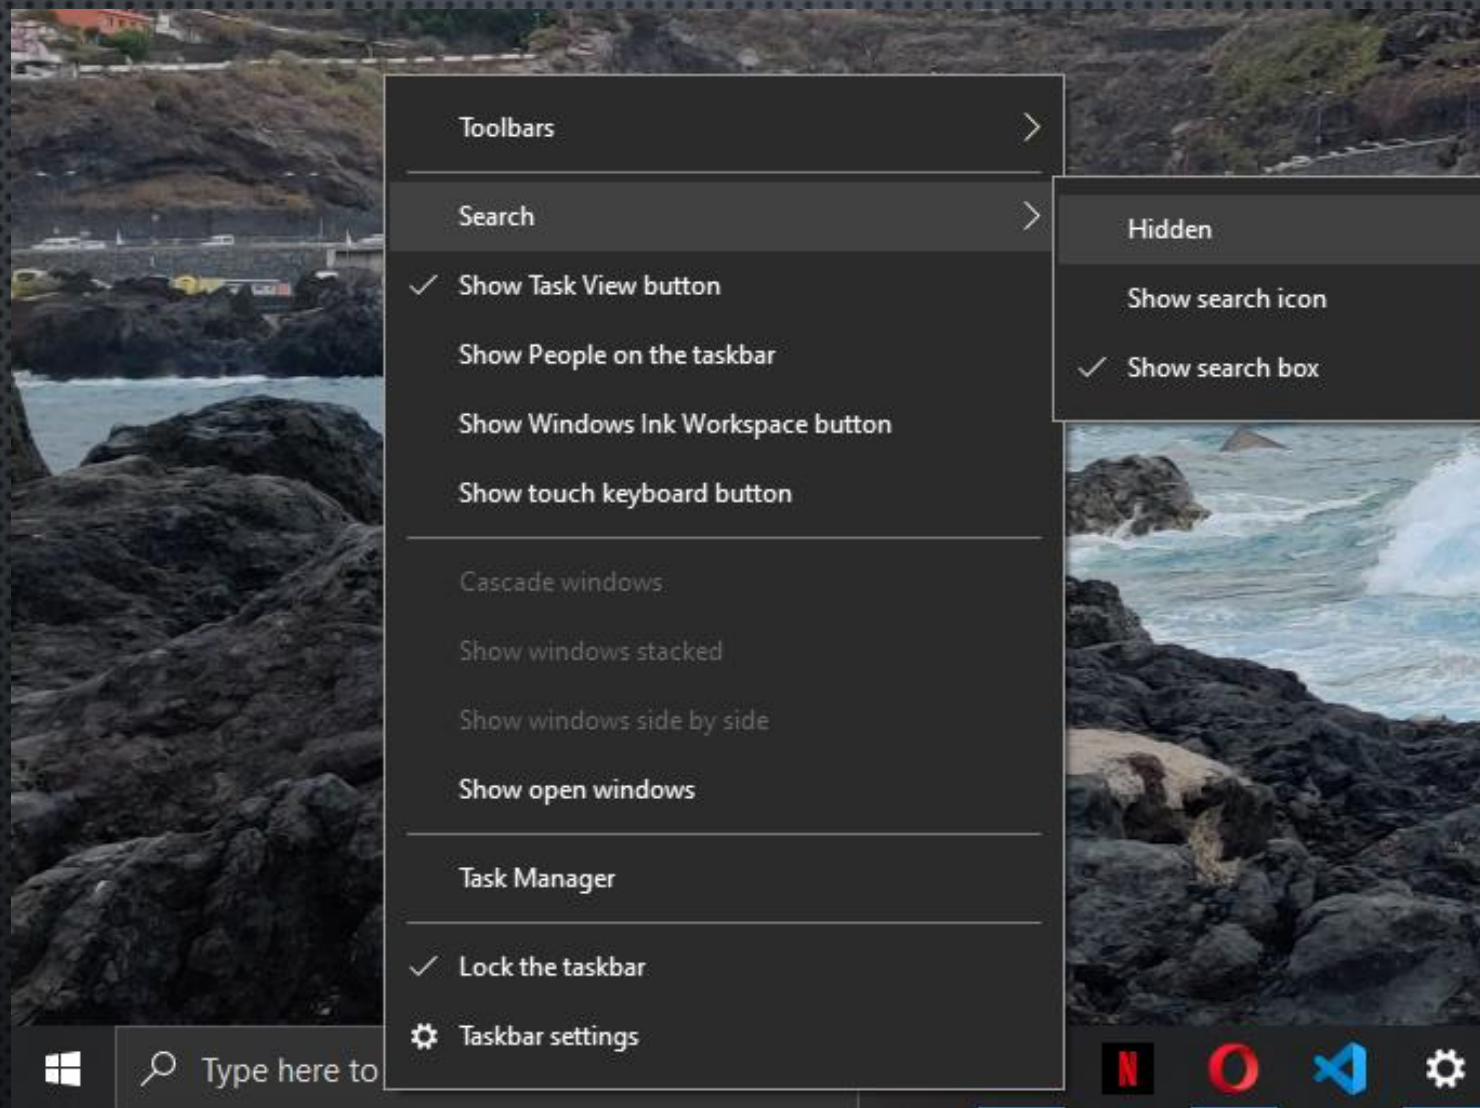 Toolbars
Search
Show Task View button
Show People on the taskbar
Show Windows Ink Workspace button
Show touch keyboard button
Cascade windows
Show windows stacked
Show windows side by side
Show open windows
Task Manager
Lock the taskbar
Taskbar settings
Hidden
Show search icon
Show search box
Type here to
N